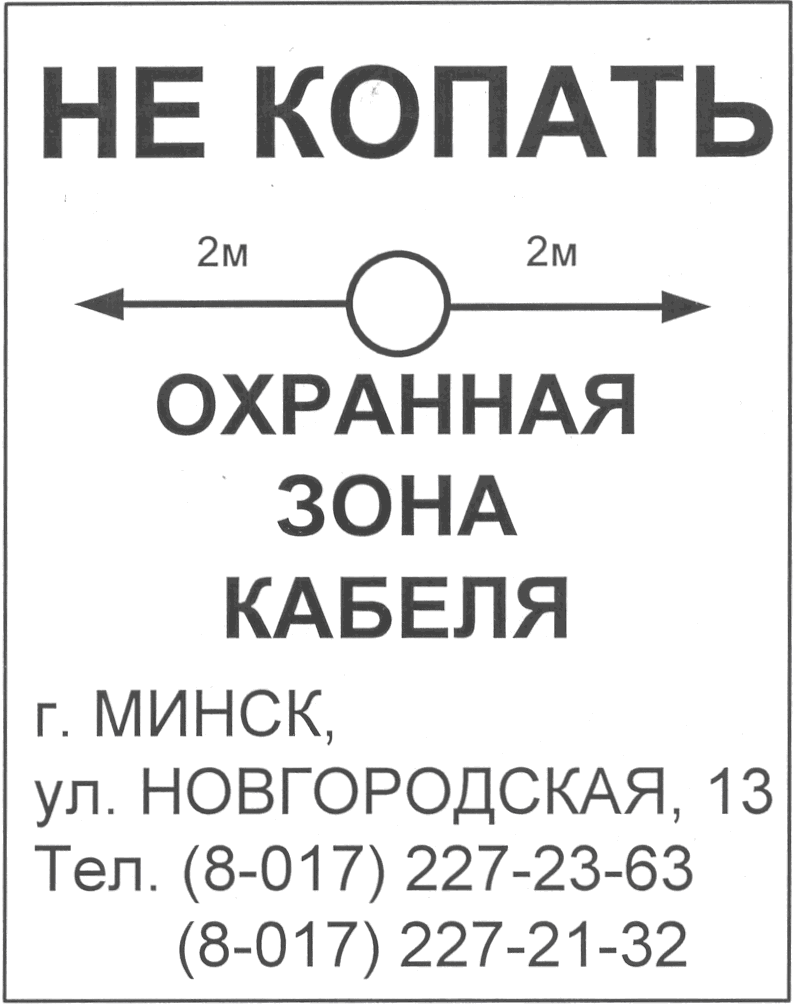 НЕ КОПАТЬ
2м 2м
ОХРАННАЯ
ЗОНА
КАБЕЛЯ
г. МИНСК,
ул. НОВГОРОДСКАЯ, 13
Тел. (8-017) 227-23-63
(8-017) 227-21-32